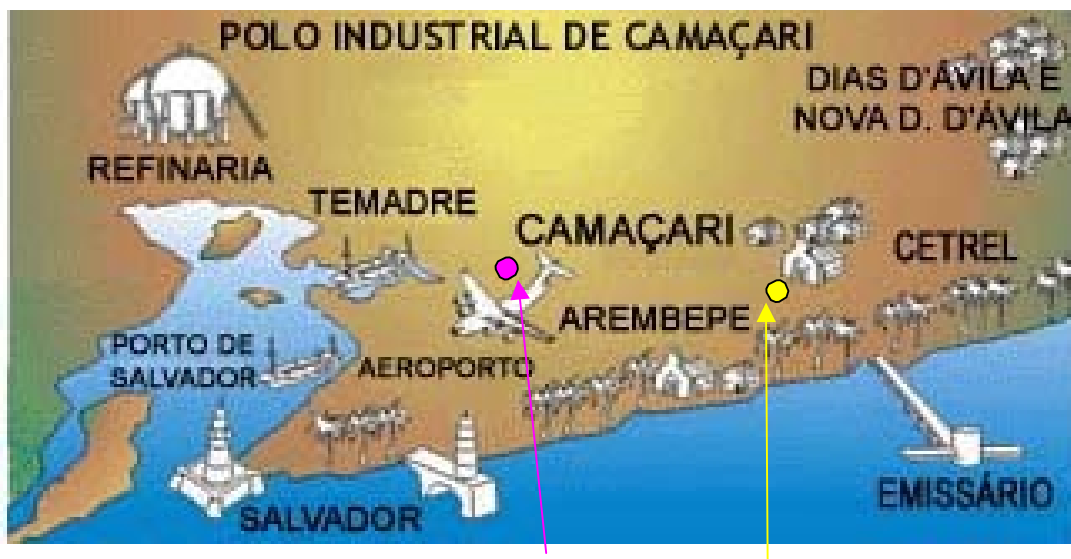 POLO INDUSTRIAL DE CAMAÇARI
DIAS D'ÁVILA E
NOVA D. D'ÁVILA
REFINARIA
TEMADRE
CAMAÇARI
CETREL
AREMBEPE
PORTO DE
SALVADOR
AEROPORTO
EMISSÁRIO
SALVADOR